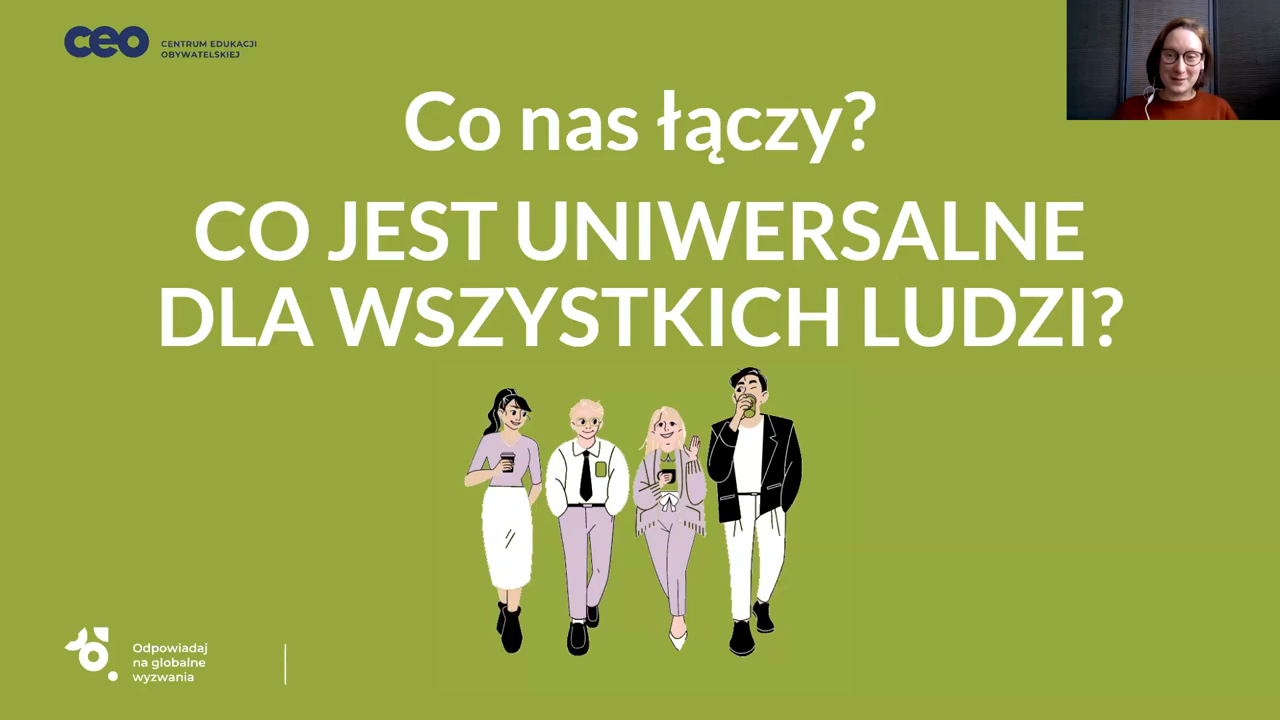 ceo
CENTRUM EDUKACJI
OBYWATELSKIEJ
Co nas łączy?
CO JEST UNIWERSALNE
DLA WSZYSTKICH LUDZI?
Odpowiadaj
na globalne
wyzwania